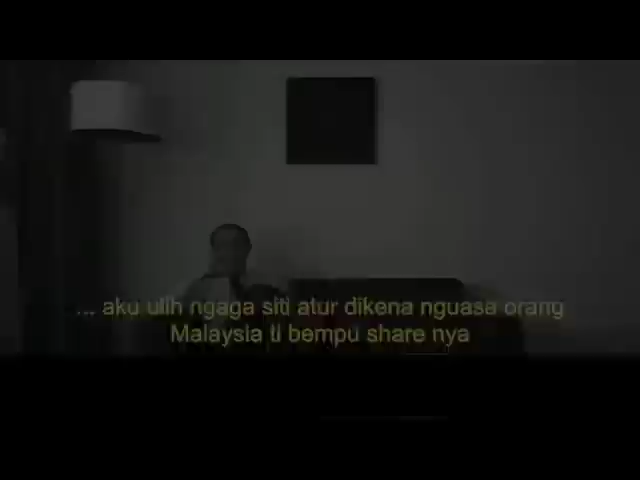 ... aku ulih ngaga siti atur dikena nguasa orang
Malaysia ti bempu share nya